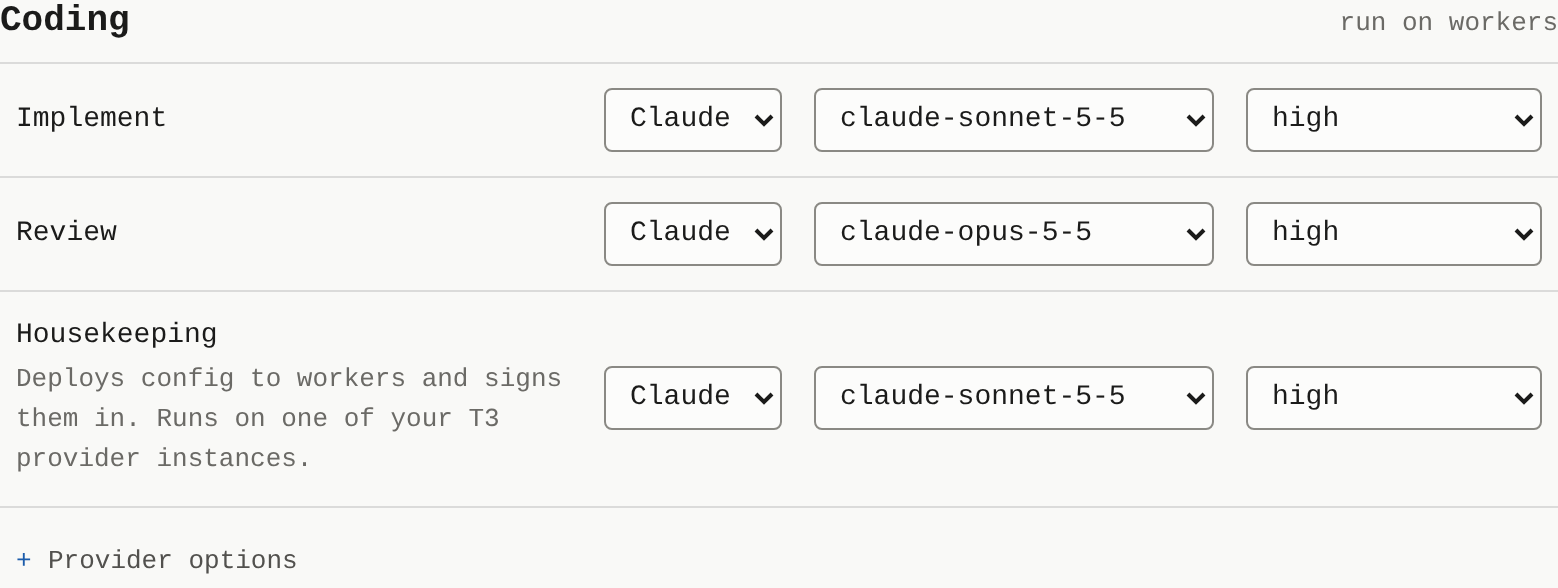 Coding
run on workers
Implement
Claude
claude-sonnet-5-5
high
Review
Claude
claude-opus-5-5
high
Housekeeping
Deploys config to workers and signs
them in. Runs on one of your T3
provider instances.
Claude
claude-sonnet-5-5
high
+ Provider options